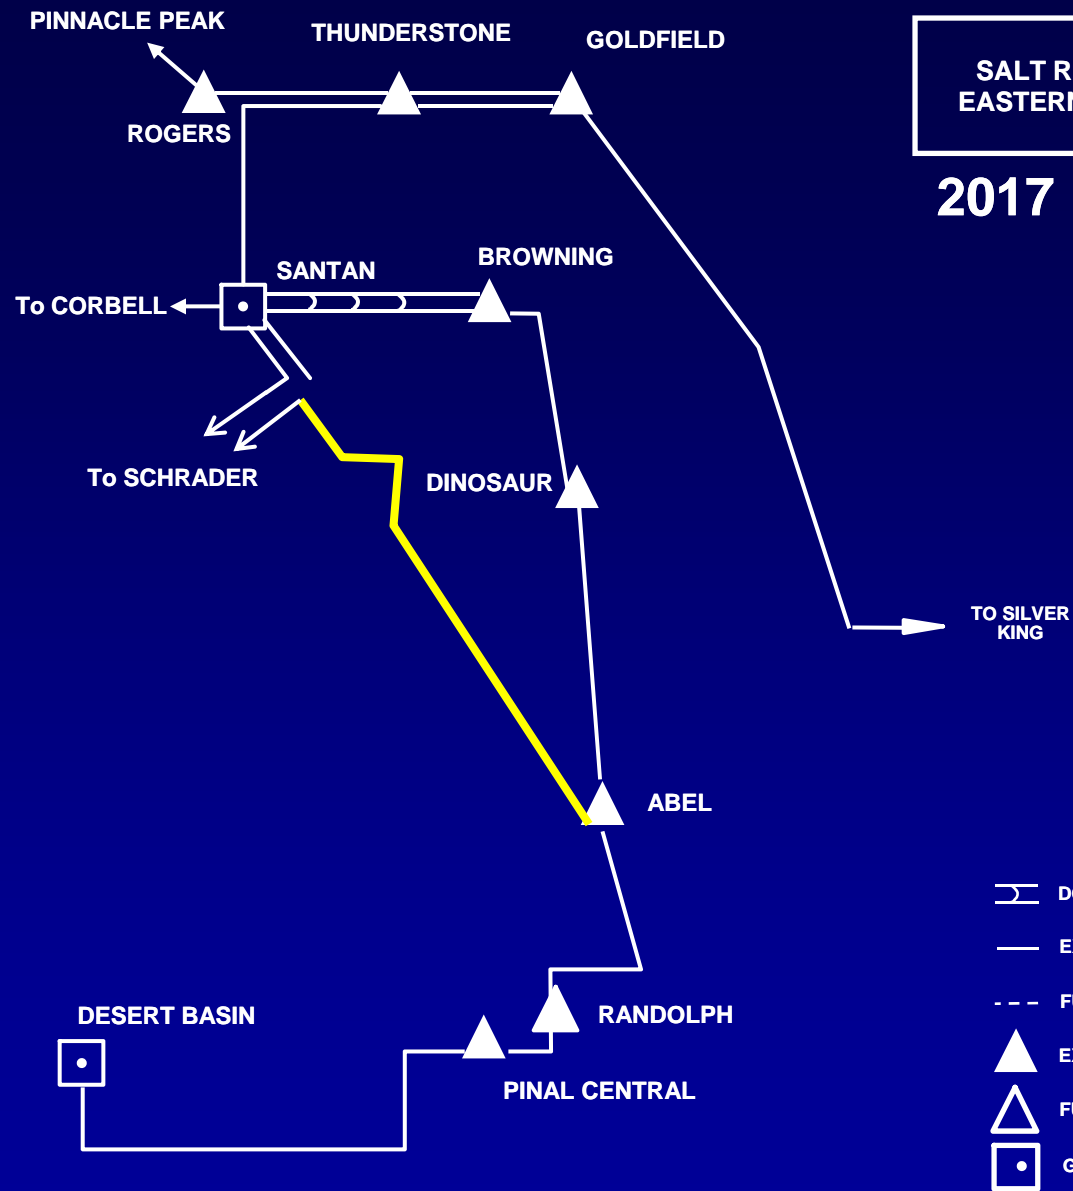 PINNACLE PEAK
THUNDERSTONE
GOLDFIELD
SALT R
EASTERN
ROGERS
2017
BROWNING
SANTAN
To CORBELL
To SCHRADER
DINOSAUR
TO SILVER
KING
ABEL
DESERT BASIN
RANDOLPH
PINAL CENTRAL